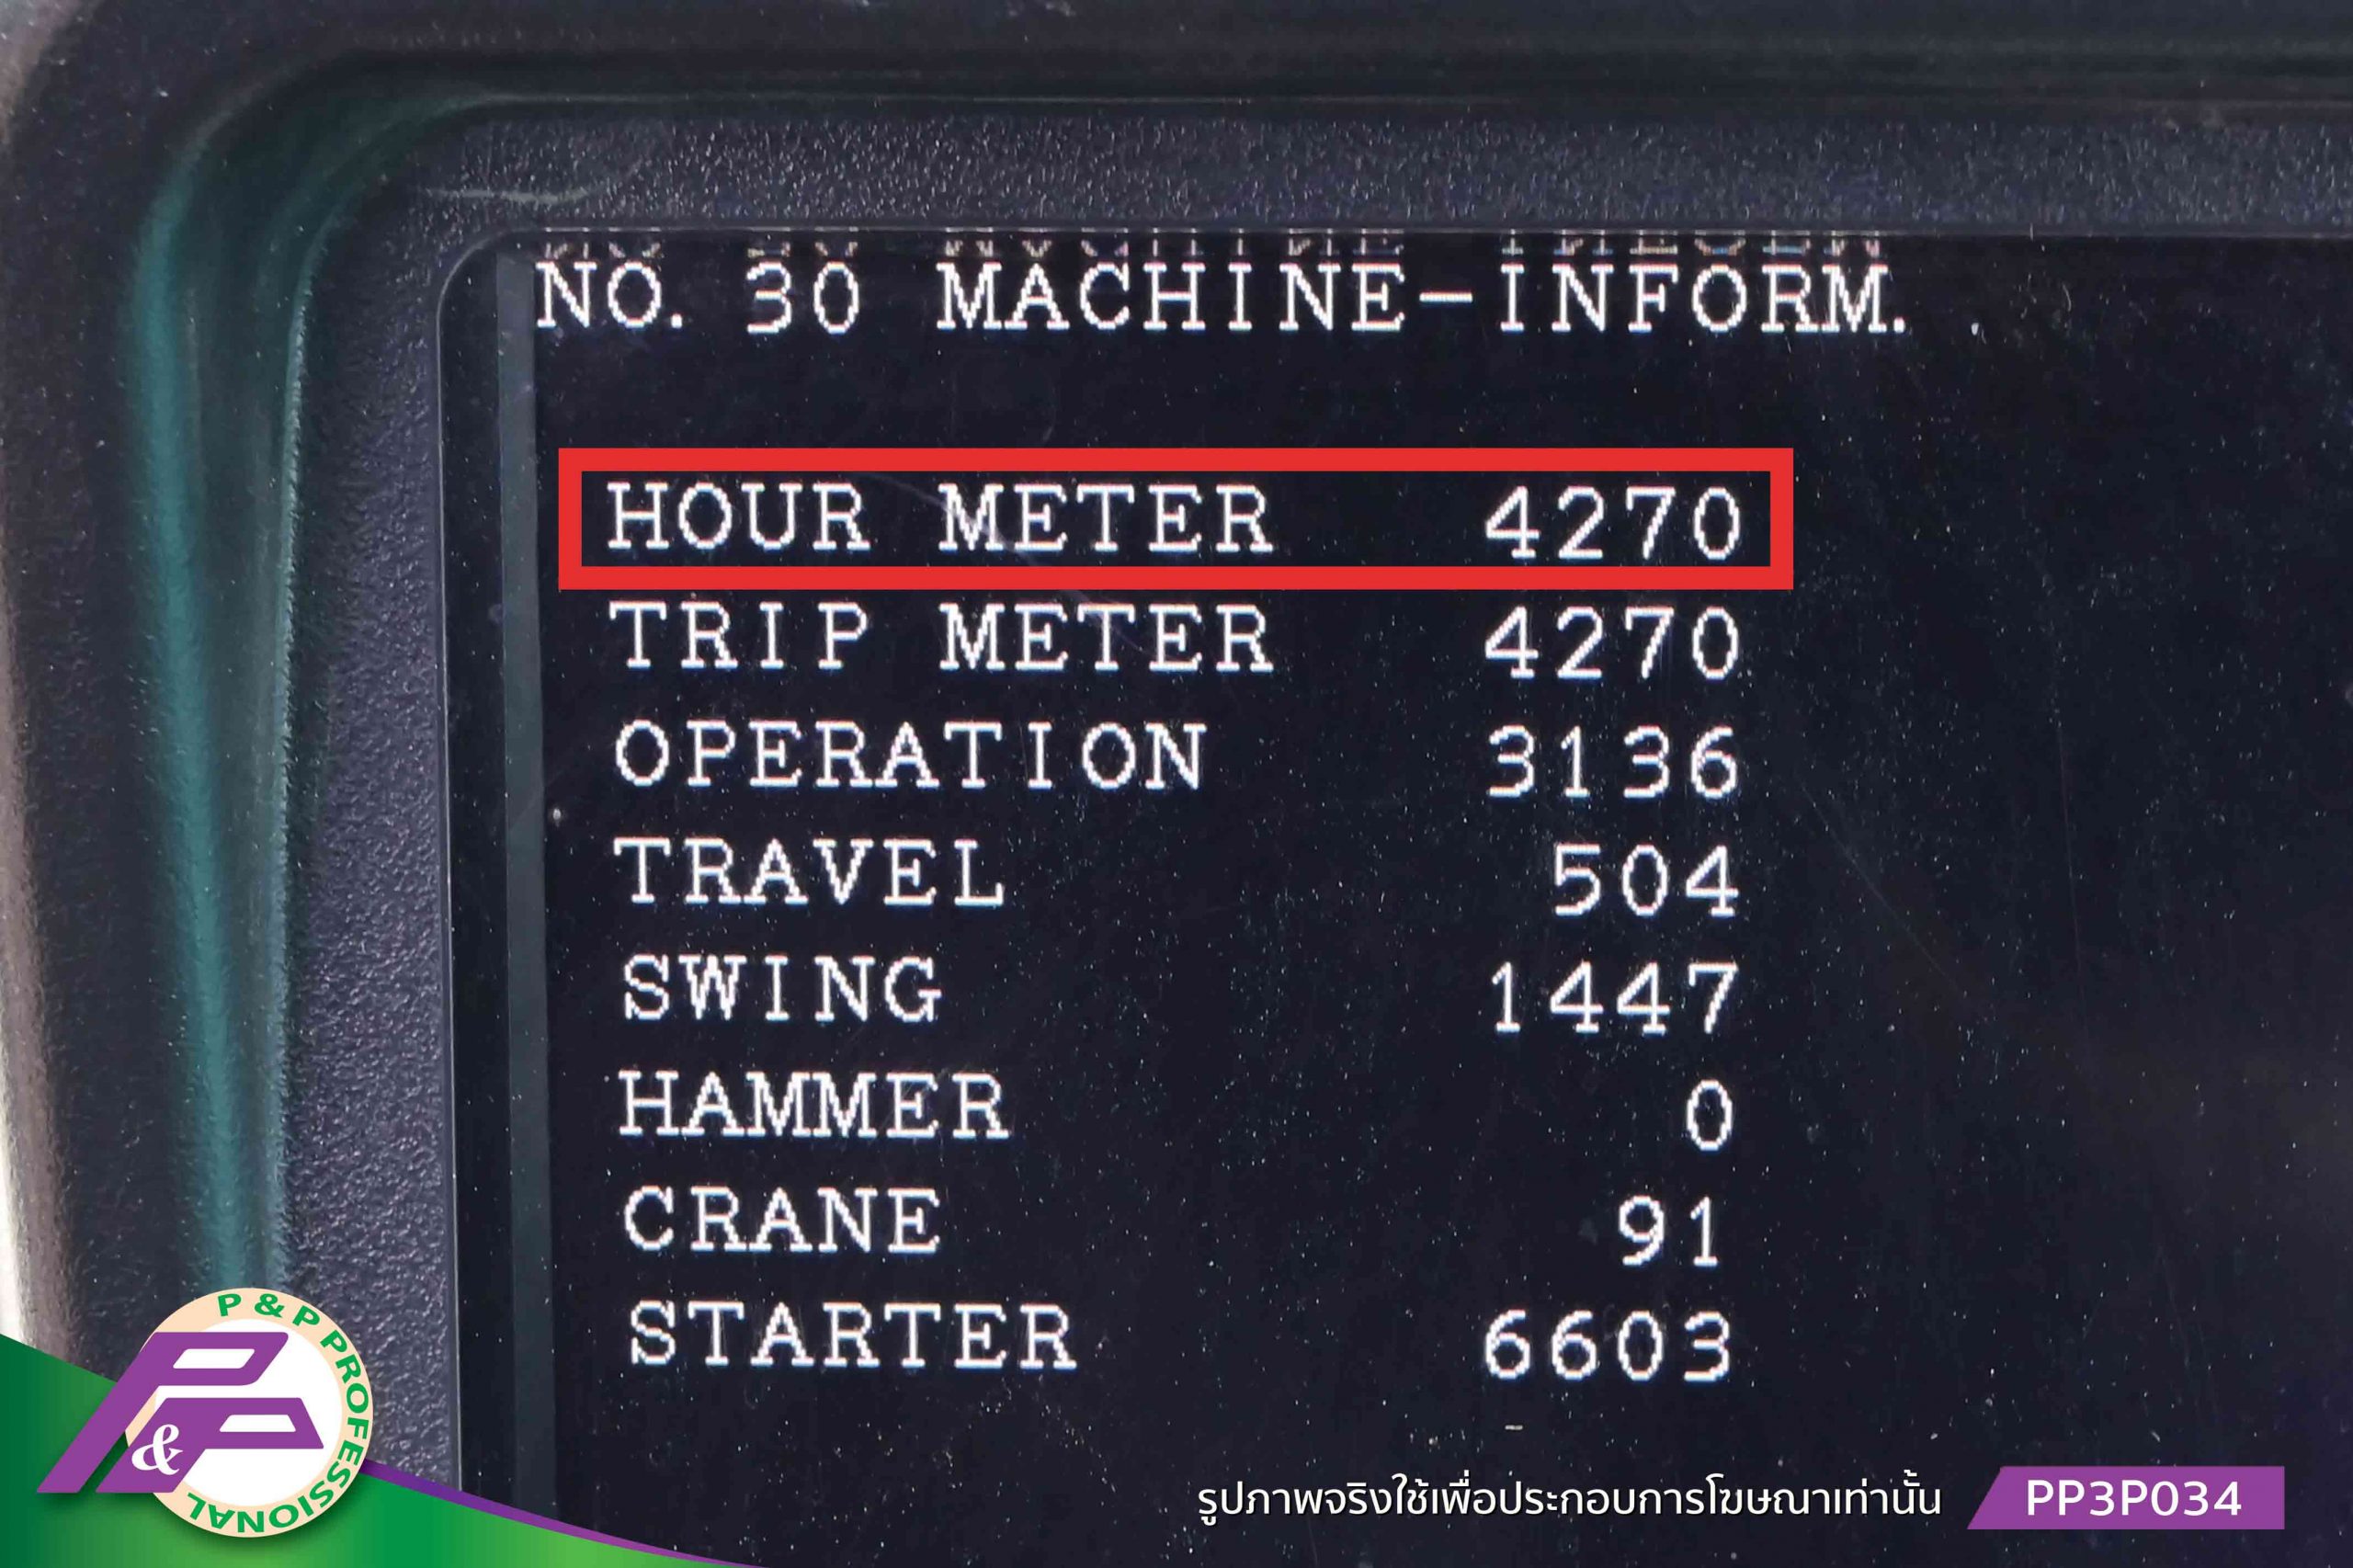 NO. 30 MACHINE-INFORM.
HOUR METER 4270
TRIP METER 4270
OPERATION 3136
TRAVEL 504
SWING 1447
HAMMER 0
CRANE 91
STARTER 6603
P & P PROFESSIONAL
P&P
รูปภาพจริงใช้เพื่อประกอบการโฆษณาเท่านั้น
PP3P034